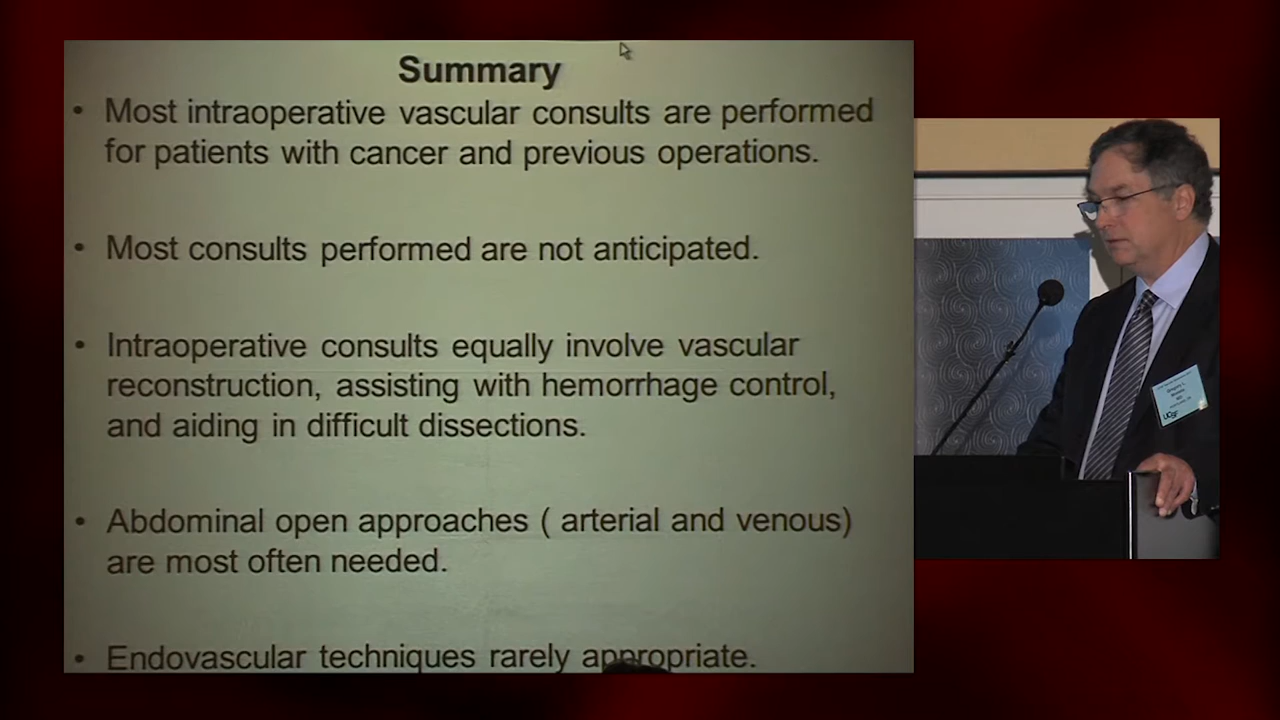 Summary
• Most intraoperative vascular consults are performed
for patients with cancer and previous operations.
• Most consults performed are not anticipated.
• Intraoperative consults equally involve vascular
reconstruction, assisting with hemorrhage control,
and aiding in difficult dissections.
• Abdominal open approaches ( arterial and venous)
are most often needed.
• Endovascular techniques rarely appropriate.
UCSF